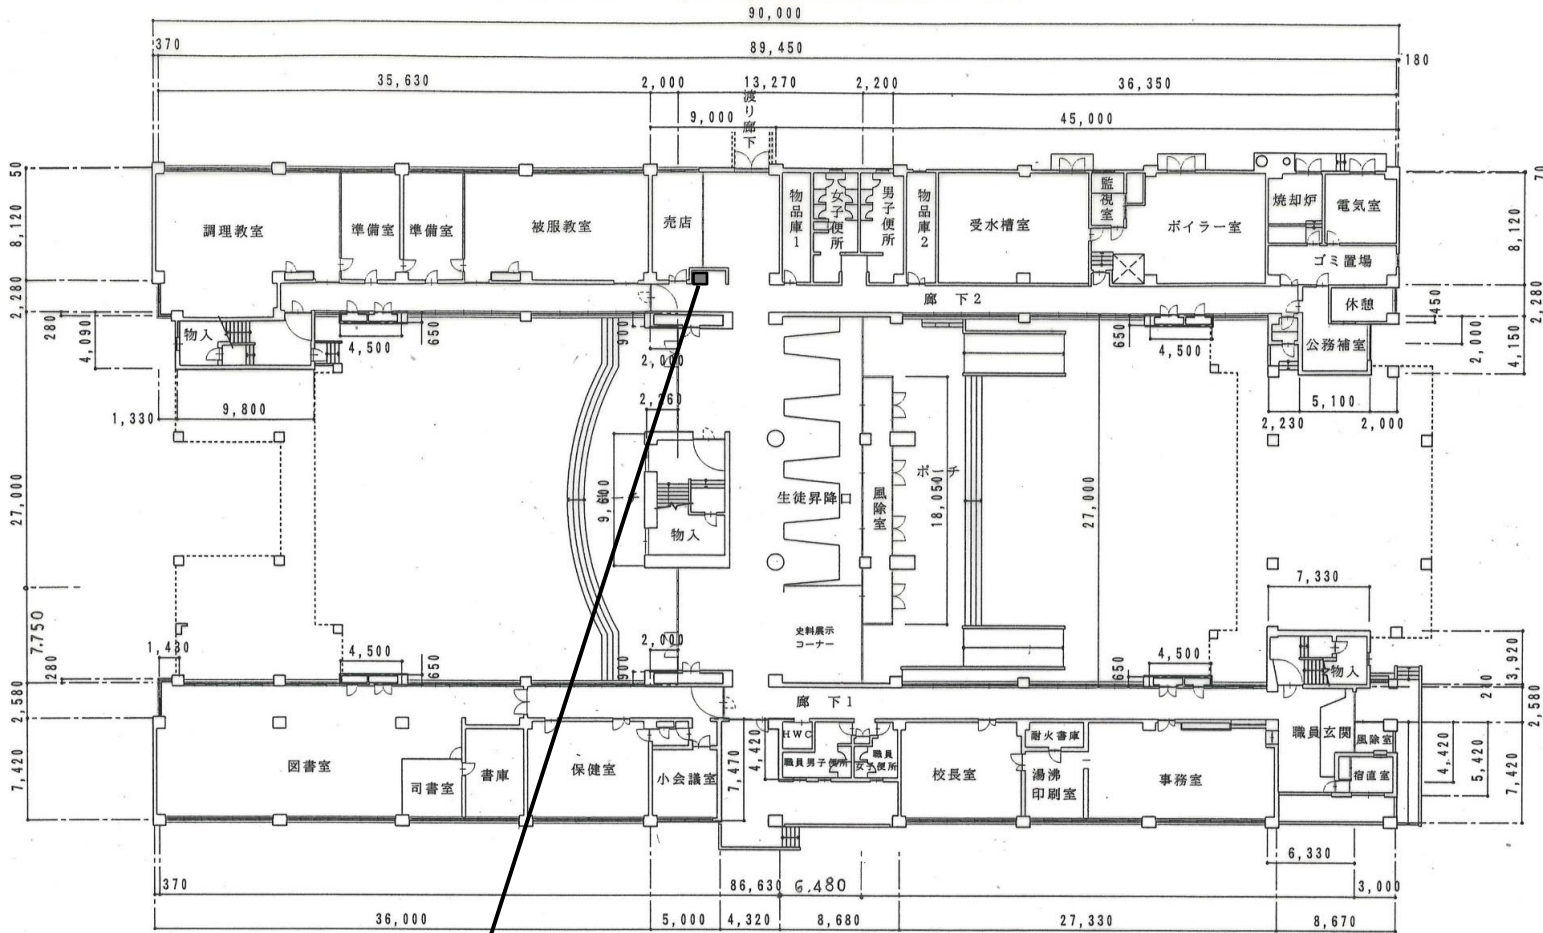 90,000
370
89,450
180
35,630
2,000
13,270
2,200
36,350
渡り廊下
9,000
45,000
50
70
調理教室
準備室
準備室
被服教室
売店
物品庫1
女子便所
男子便所
物品庫2
受水槽室
監視室
ボイラー室
焼却炉
電気室
8,120
8,120
ゴミ置場
2,280
廊下2
休憩
450
2,280
280
4,090
物入
650
4,500
900
2,000
650
4,500
公務補室
2,000
4,150
1,330
9,800
2,260
5,100
2,230
2,000
27,000
9,600
生徒昇降口
風除室
ポーチ
18,050
27,000
物入
7,330
7.750
史料展示
コーナー
1,430
280
4,500
650
2,000
900
4,500
650
物入
3,920
210
2,580
廊下1
2,580
7,420
図書室
司書室
書庫
保健室
小会議室
7,470
4,420
HWC
職員男子便所
職員
女子便所
校長室
耐火書庫
湯沸
印刷室
事務室
職員玄関
風除室
宿直室
4,420
5,420
7,420
6,330
370
86,630
6.480
3,000
36,000
5,000
4,320
8,680
27,330
8,670